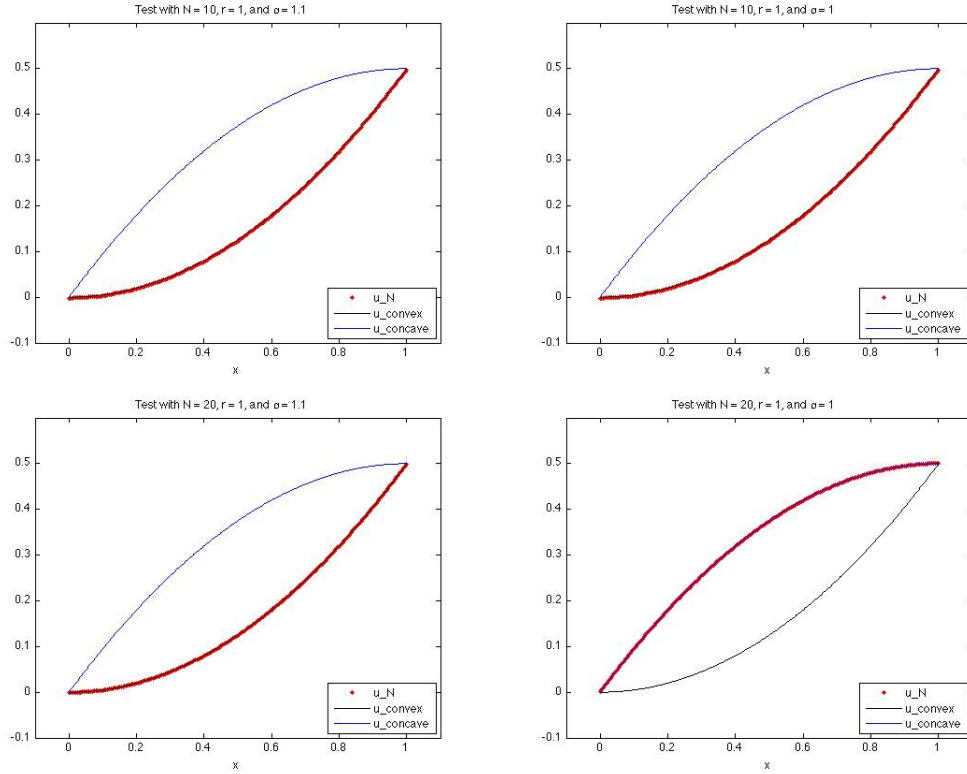 Test with N = 10, r = 1, and ø = 1.1
0.5
0.4
0.3
0.2
0.1
0
-0.1
0 0.2 0.4 0.6 0.8 1
x
u_N
u_convex
u_concave
Test with N = 10, r = 1, and ø = 1
0.5
0.4
0.3
0.2
0.1
0
-0.1
0 0.2 0.4 0.6 0.8 1
x
u_N
u_convex
u_concave
Test with N = 20, r = 1, and ø = 1.1
0.5
0.4
0.3
0.2
0.1
0
-0.1
0 0.2 0.4 0.6 0.8 1
x
u_N
u_convex
u_concave
Test with N = 20, r = 1, and ø = 1
0.5
0.4
0.3
0.2
0.1
0
-0.1
0 0.2 0.4 0.6 0.8 1
x
u_N
u_convex
u_concave